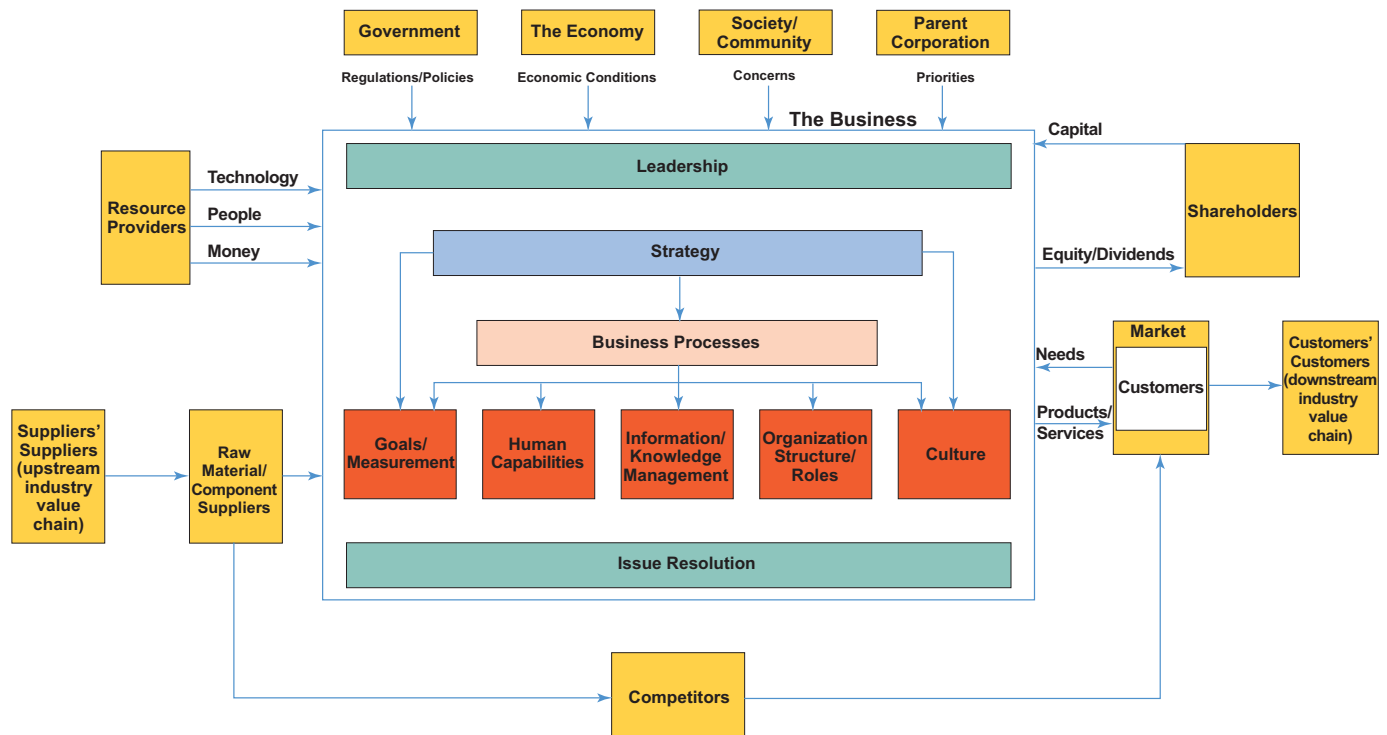 Government
The Economy
Society/
Community
Parent
Corporation
Regulations/Policies
Economic Conditions
Concerns
Priorities
The Business
Capital
Leadership
Technology
Resource
Providers
People
Money
Shareholders
Strategy
Equity/Dividends
Business Processes
Market
Needs
Customers
Customers’
Customers
(downstream
industry
value
chain)
Products/
Services
Suppliers’
Suppliers
(upstream
industry
value
chain)
Raw
Material/
Component
Suppliers
Goals/
Measurement
Human
Capabilities
Information/
Knowledge
Management
Organization
Structure/
Roles
Culture
Issue Resolution
Competitors